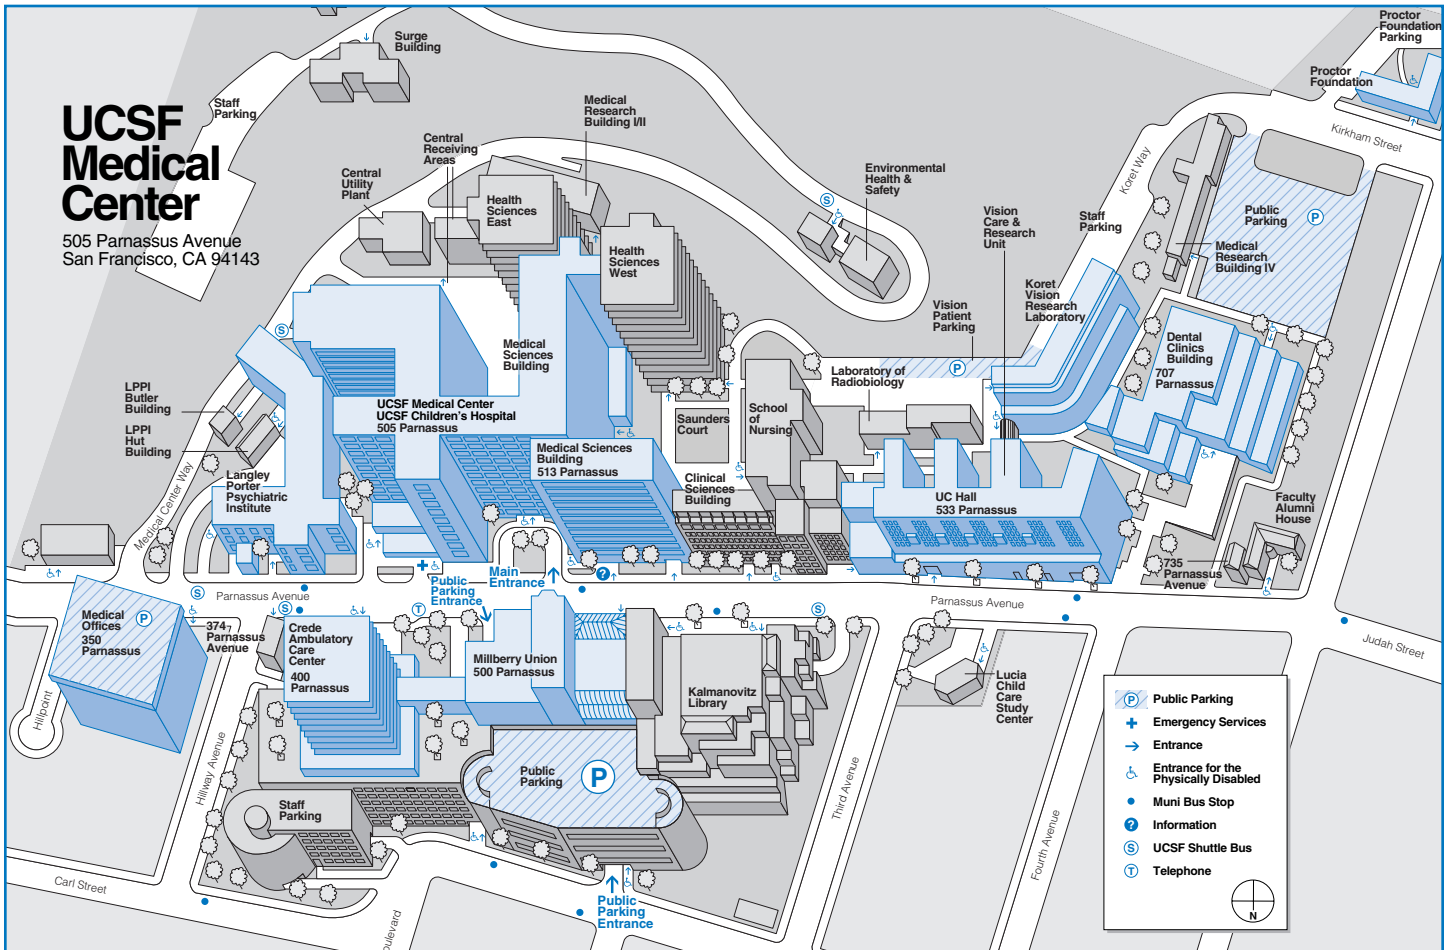 UCSF
Medical
Center
505 Parnassus Avenue
San Francisco, CA 94143
Surge
Building
Staff
Parking
Central
Receiving
Areas
Central
Utility
Plant
Medical
Research
Building I/II
Health
Sciences
East
Health
Sciences
West
Environmental
Health &
Safety
S
Vision
Care &
Research
Unit
Staff
Parking
Koret Way
Proctor
Foundation
Parking
Proctor
Foundation
Kirkham Street
Public
Parking
P
Medical
Research
Building IV
Koret
Vision
Research
Laboratory
Vision
Patient
Parking
P
Dental
Clinics
Building
707
Parnassus
S
Medical
Sciences
Building
LPPI
Butler
Building
LPPI
Hut
Building
UCSF Medical Center
UCSF Children's Hospital
505 Parnassus
Laboratory of
Radiobiology
Saunders
Court
School
of
Nursing
Medical Sciences
Building
513 Parnassus
Clinical
Sciences
Building
UC Hall
533 Parnassus
Langley
Porter
Psychiatric
Institute
Medical Center Way
Faculty
Alumni
House
735
Parnassus
Avenue
Main
Entrance
Public
Parking
Entrance
?
S
Parnassus Avenue
S
T
S
Parnassus Avenue
Judah Street
Medical
Offices
350
Parnassus
P
374
Parnassus
Avenue
Crede
Ambulatory
Care
Center
400
Parnassus
Millberry Union
500 Parnassus
Kalmanovitz
Library
Lucia
Child
Care
Study
Center
Hillpoint
Hillway Avenue
Public
Parking
P
Staff
Parking
Third Avenue
Fourth Avenue
Carl Street
oulevard
Public
Parking
Entrance
P Public Parking
Emergency Services
Entrance
Entrance for the
Physically Disabled
Muni Bus Stop
? Information
S UCSF Shuttle Bus
T Telephone
N